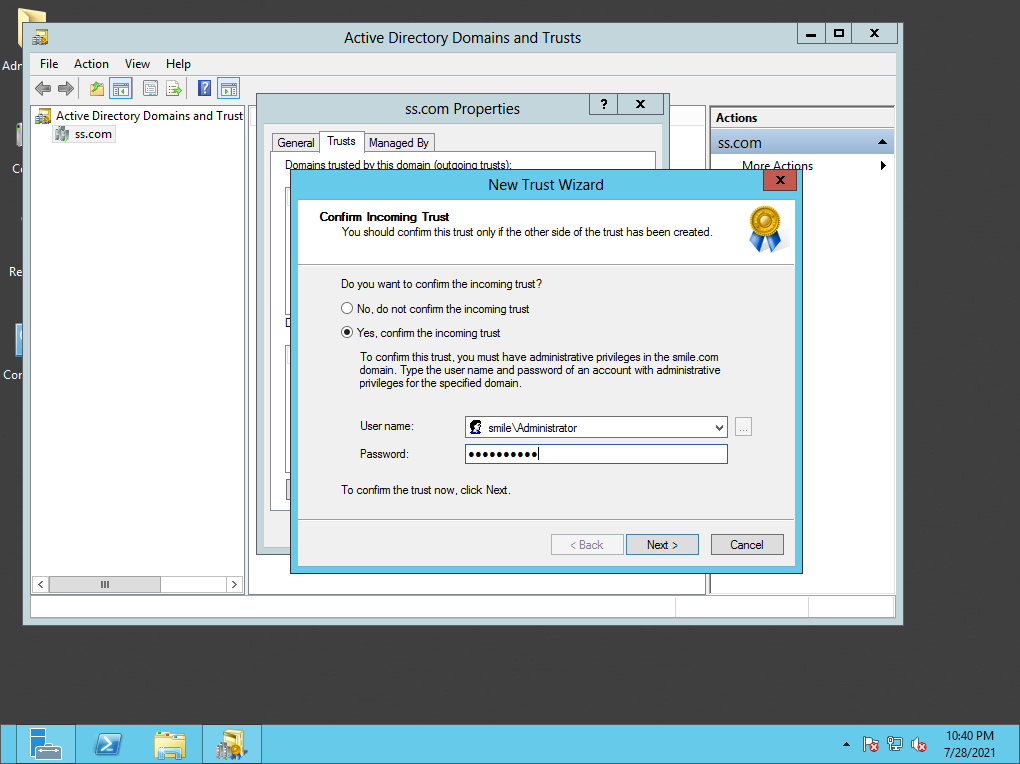 Active Directory Domains and Trusts
File Action View Help
Active Directory Domains and Trust
ss.com
ss.com Properties
?
General Trusts Managed By
Domains trusted by this domain (outgoing trusts):
Actions
ss.com
More Actions
New Trust Wizard
Confirm Incoming Trust
You should confirm this trust only if the other side of the trust has been created.
Do you want to confirm the incoming trust?
No, do not confirm the incoming trust
Yes, confirm the incoming trust
To confirm this trust, you must have administrative privileges in the smile.com
domain. Type the user name and password of an account with administrative
privileges for the specified domain.
User name:
smile\Administrator
...
Password:
●●●●●●●●●●
To confirm the trust now, click Next.
< Back
Next >
Cancel
10:40 PM
7/28/2021